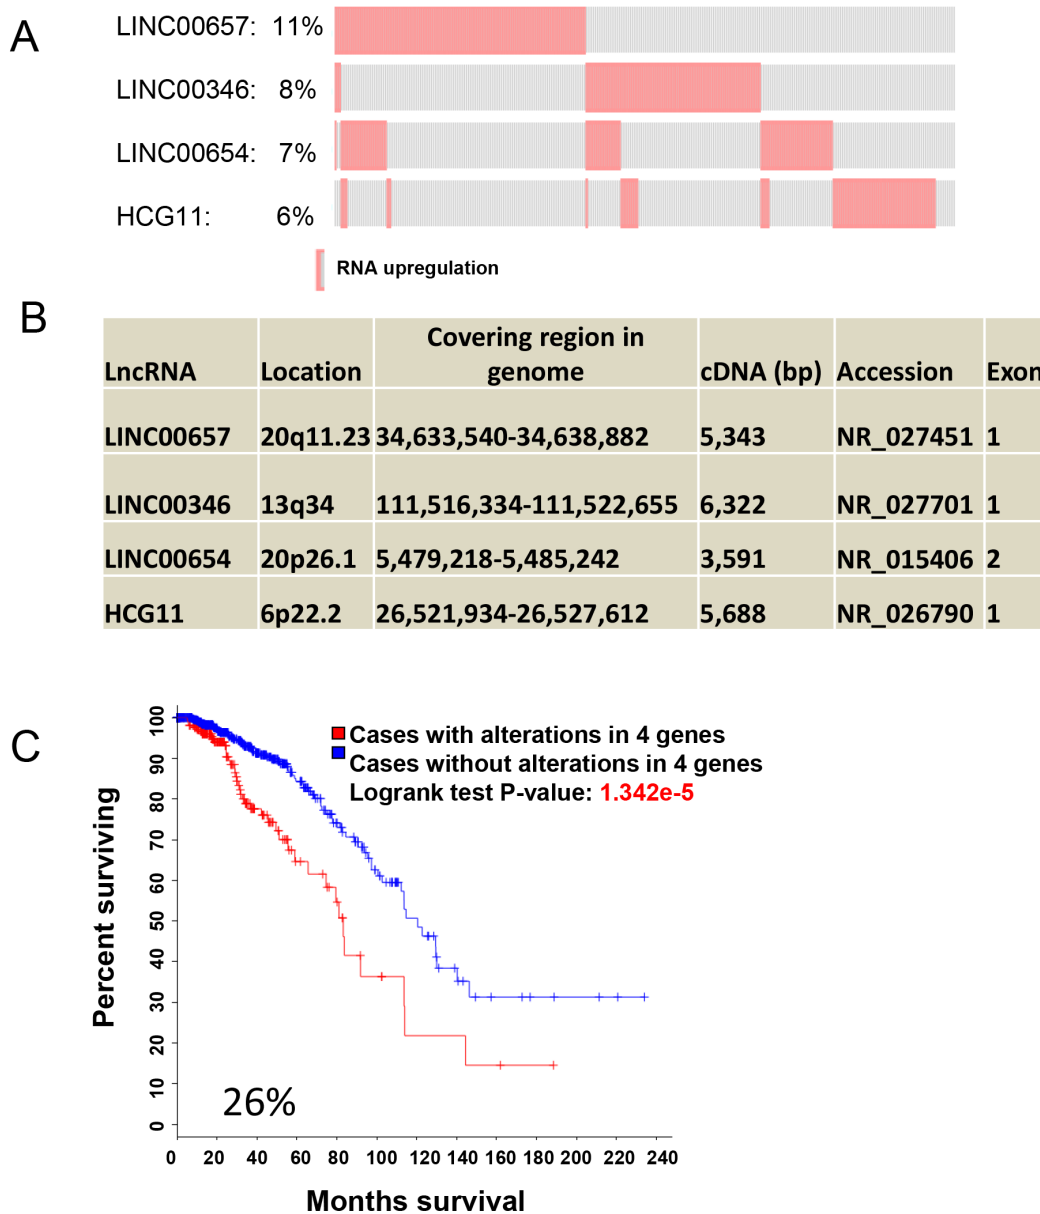 A
LINC00657: 11%
LINC00346: 8%
LINC00654: 7%
HCG11: 6%
RNA upregulation
B
LncRNA Location Covering region in genome cDNA (bp) Accession Exon
LINC00657 20q11.23 34,633,540-34,638,882 5,343 NR_027451 1
LINC00346 13q34 111,516,334-111,522,655 6,322 NR_027701 1
LINC00654 20p26.1 5,479,218-5,485,242 3,591 NR_015406 2
HCG11 6p22.2 26,521,934-26,527,612 5,688 NR_026790 1
C
Cases with alterations in 4 genes
Cases without alterations in 4 genes
Logrank test P-value: 1.342e-5
Percent surviving
100
90
80
70
60
50
40
30
20
10
0
26%
0 20 40 60 80 100 120 140 160 180 200 220 240
Months survival